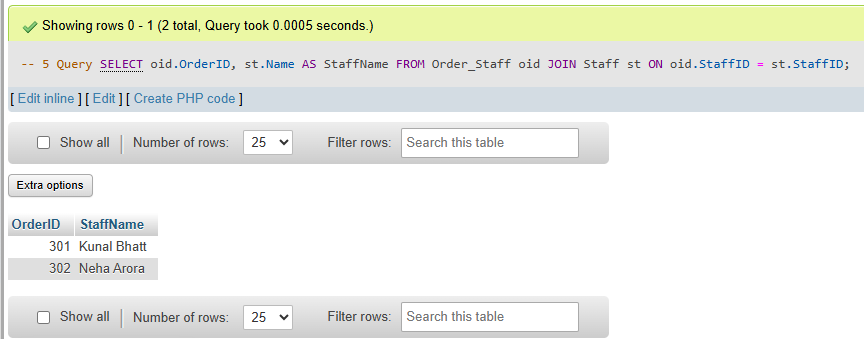 Showing rows 0 - 1 (2 total, Query took 0.0005 seconds.)
-- 5 Query SELECT oid.OrderID, st.Name AS StaffName FROM Order_Staff oid JOIN Staff st ON oid.StaffID = st.StaffID;
[ Edit inline ] [ Edit ] [ Create PHP code ]
Show all Number of rows: 25 Filter rows: Search this table
Extra options
OrderID StaffName
301 Kunal Bhatt
302 Neha Arora
Show all Number of rows: 25 Filter rows: Search this table